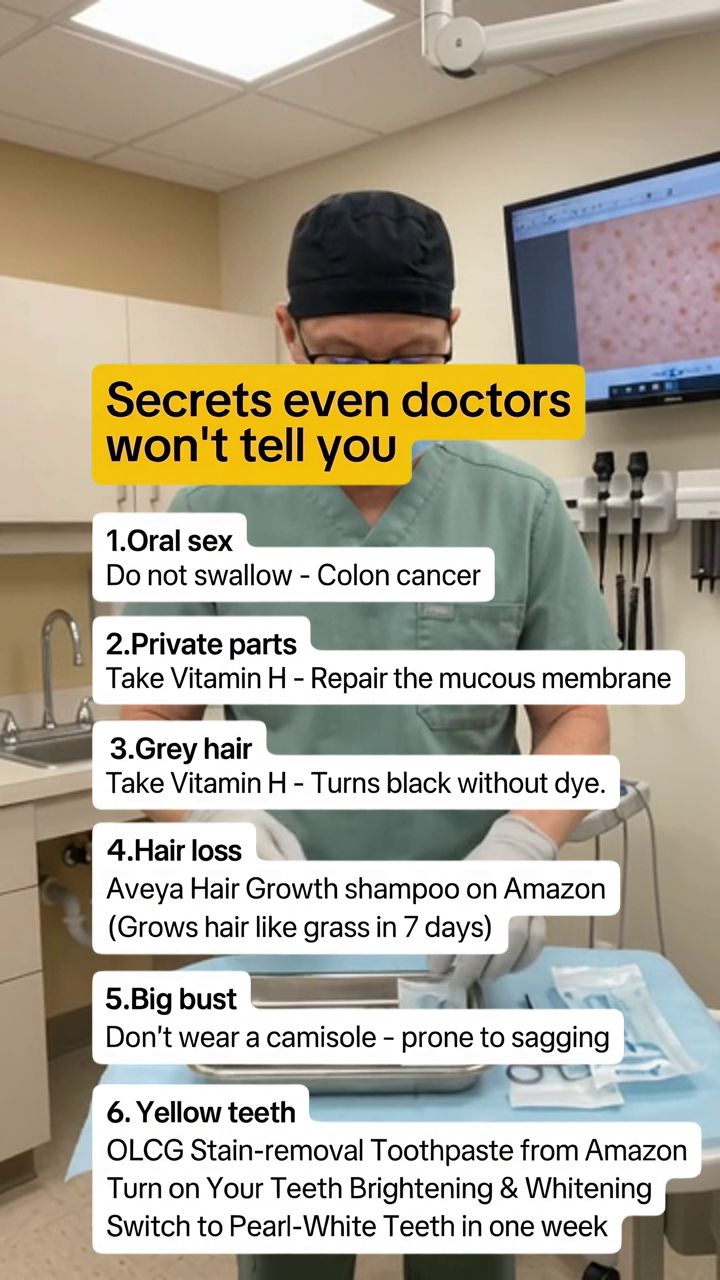 Secrets even doctors
won't tell you
1.Oral sex
Do not swallow - Colon cancer
2.Private parts
Take Vitamin H - Repair the mucous membrane
3.Grey hair
Take Vitamin H - Turns black without dye.
4.Hair loss
Aveya Hair Growth shampoo on Amazon
(Grows hair like grass in 7 days)
5.Big bust
Don't wear a camisole - prone to sagging
6. Yellow teeth
OLCG Stain-removal Toothpaste from Amazon
Turn on Your Teeth Brightening & Whitening
Switch to Pearl-White Teeth in one week